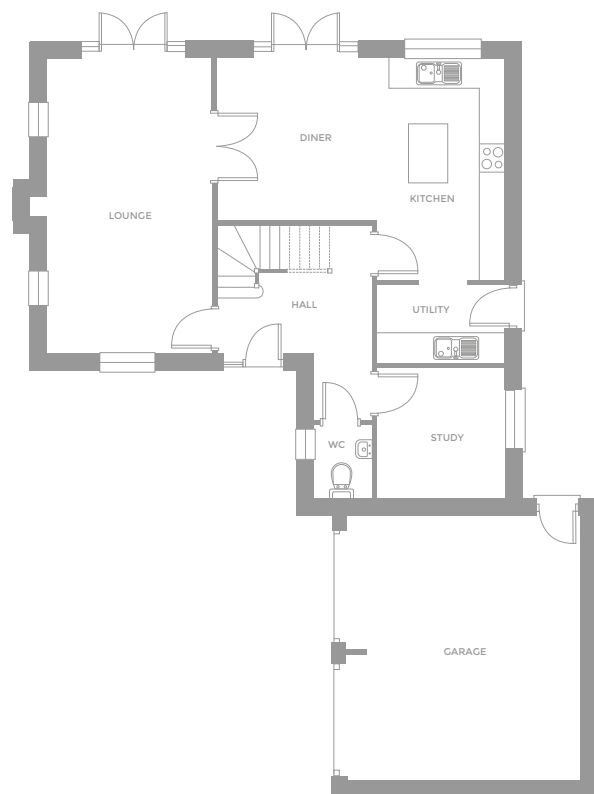 DINER
KITCHEN
LOUNGE
HALL
UTILITY
WC
STUDY
GARAGE